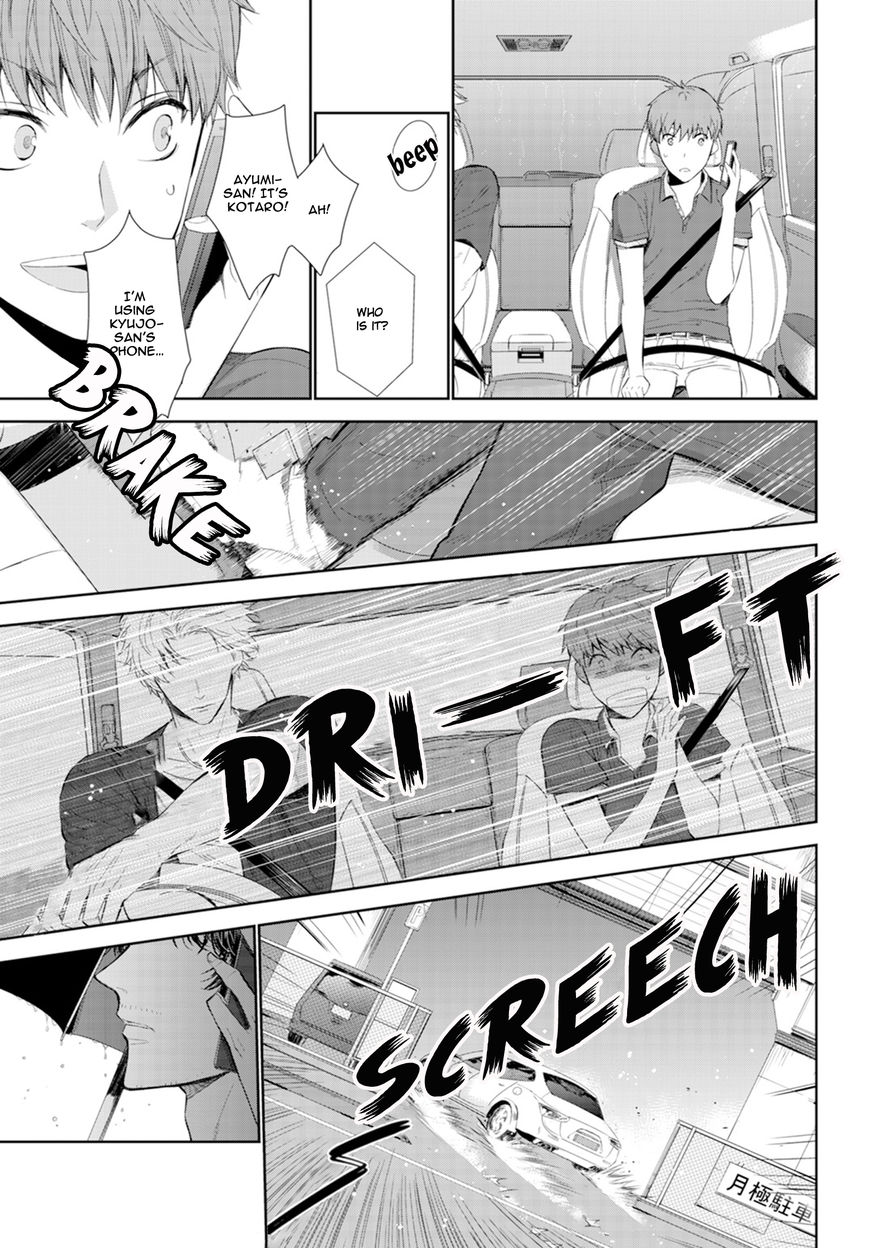 beep
WHO
IS IT?
AH!
AYUMI-
SAN! IT'S
KOTARO!
I'M
USING
KYUJO-
SAN'S
PHONE...
BRAKE
DRI—FT
SCREECH
月極駐車